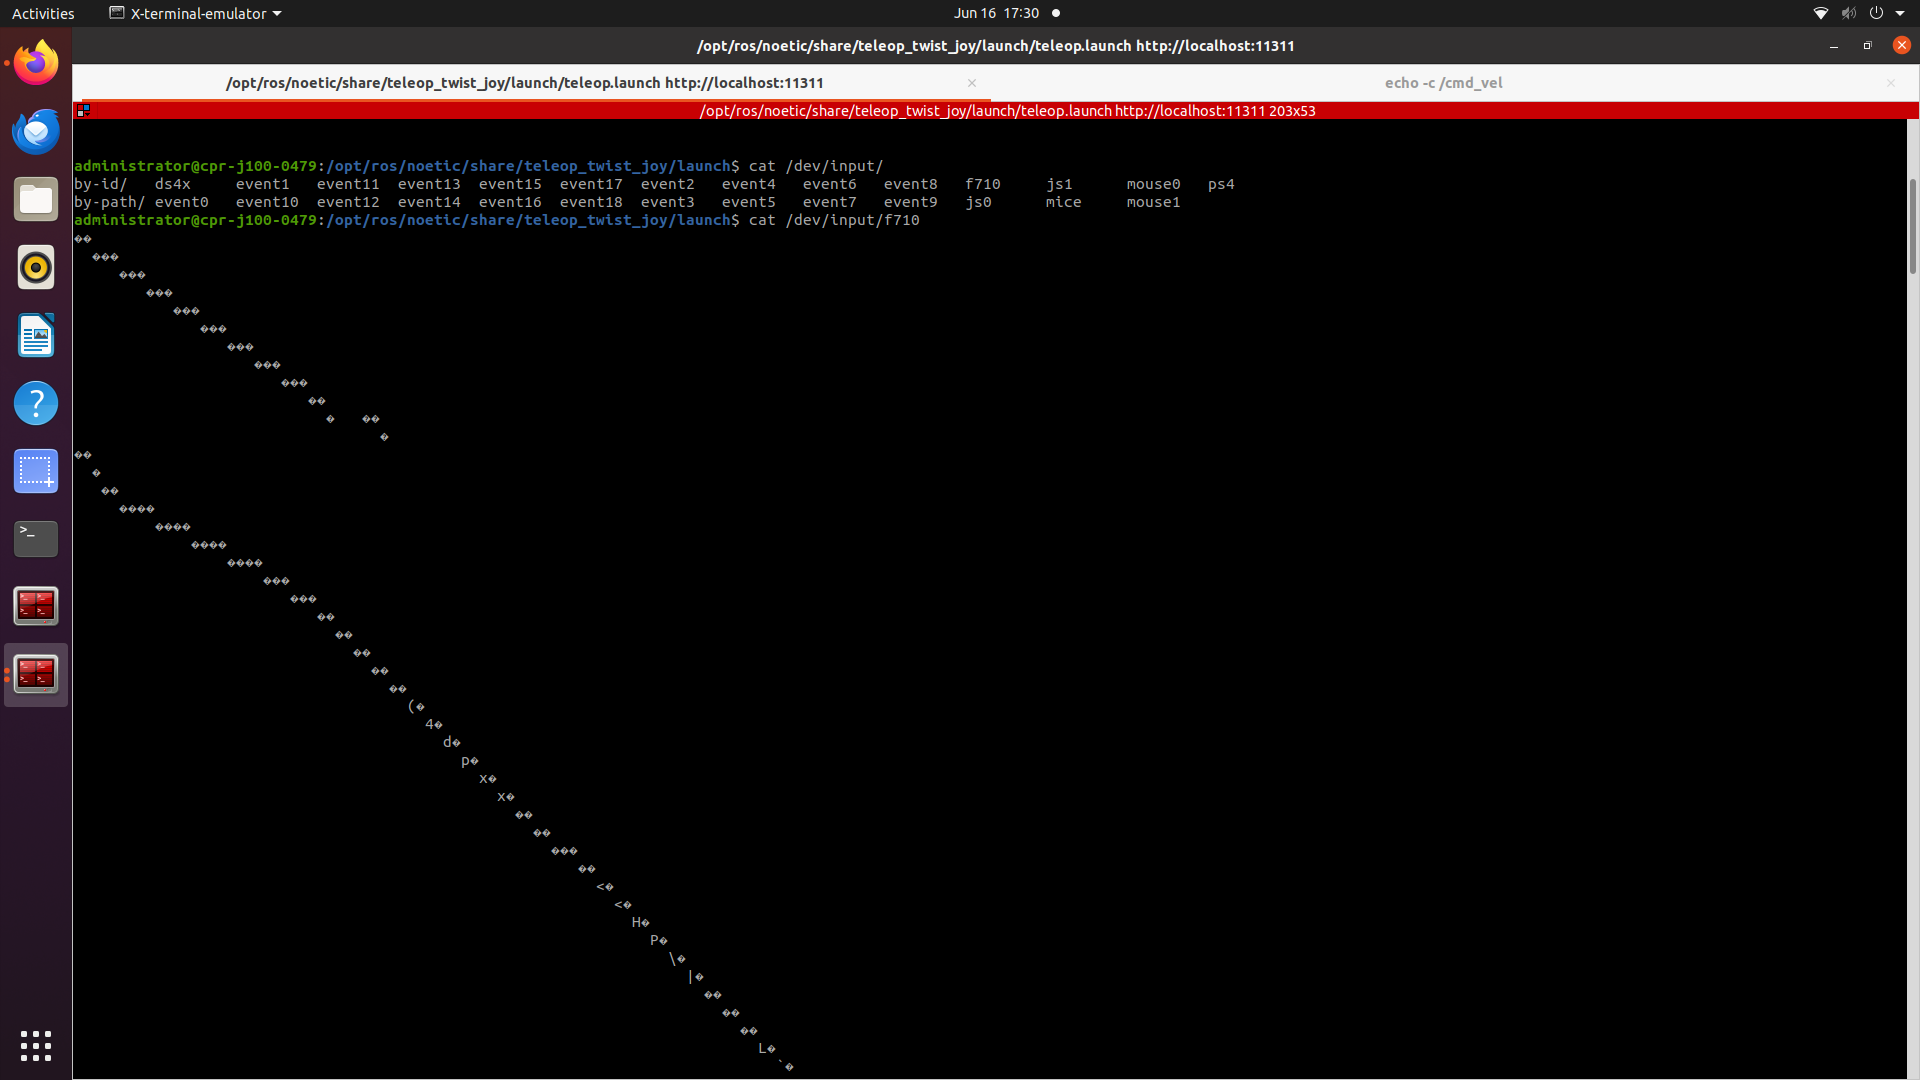 Activities
X-terminal-emulator
Jun 16 17:30
/opt/ros/noetic/share/teleop_twist_joy/launch/teleop.launch http://localhost:11311
/opt/ros/noetic/share/teleop_twist_joy/launch/teleop.launch http://localhost:11311
echo -c /cmd_vel
/opt/ros/noetic/share/teleop_twist_joy/launch/teleop.launch http://localhost:11311 203x53
administrator@cpr-j100-0479:/opt/ros/noetic/share/teleop_twist_joy/launch$ cat /dev/input/
by-id/ ds4x event1 event11 event13 event15 event17 event2 event4 event6 event8 f710 js1 mouse0 ps4
by-path/ event0 event10 event12 event14 event16 event18 event3 event5 event7 event9 js0 mice mouse1
administrator@cpr-j100-0479:/opt/ros/noetic/share/teleop_twist_joy/launch$ cat /dev/input/f710
��
���
���
���
���
���
���
���
���
��
� ��
�
��
�
��
����
����
����
����
���
���
��
��
��
��
��
(�
4�
d�
p�
x�
x�
��
��
���
��
<�
<�
H�
P�
\�
|�
��
��
��
L�
`�